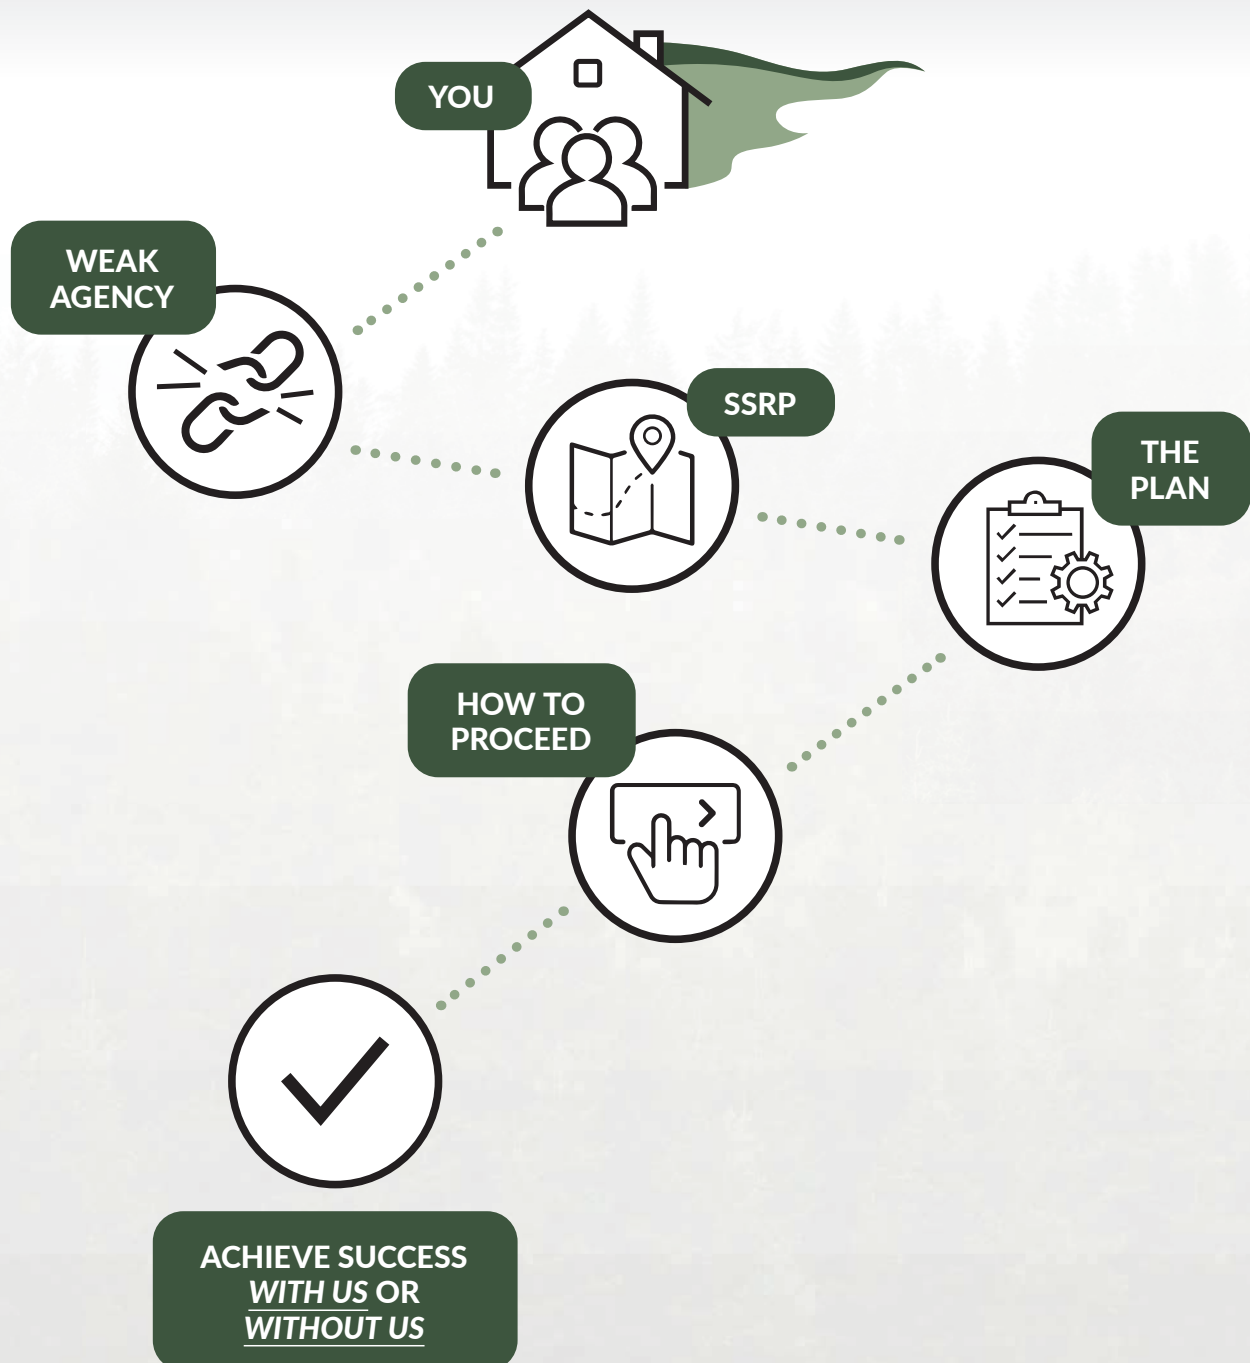 YOU
WEAK
AGENCY
SSRP
THE
PLAN
HOW TO
PROCEED
ACHIEVE SUCCESS
WITH US OR
WITHOUT US